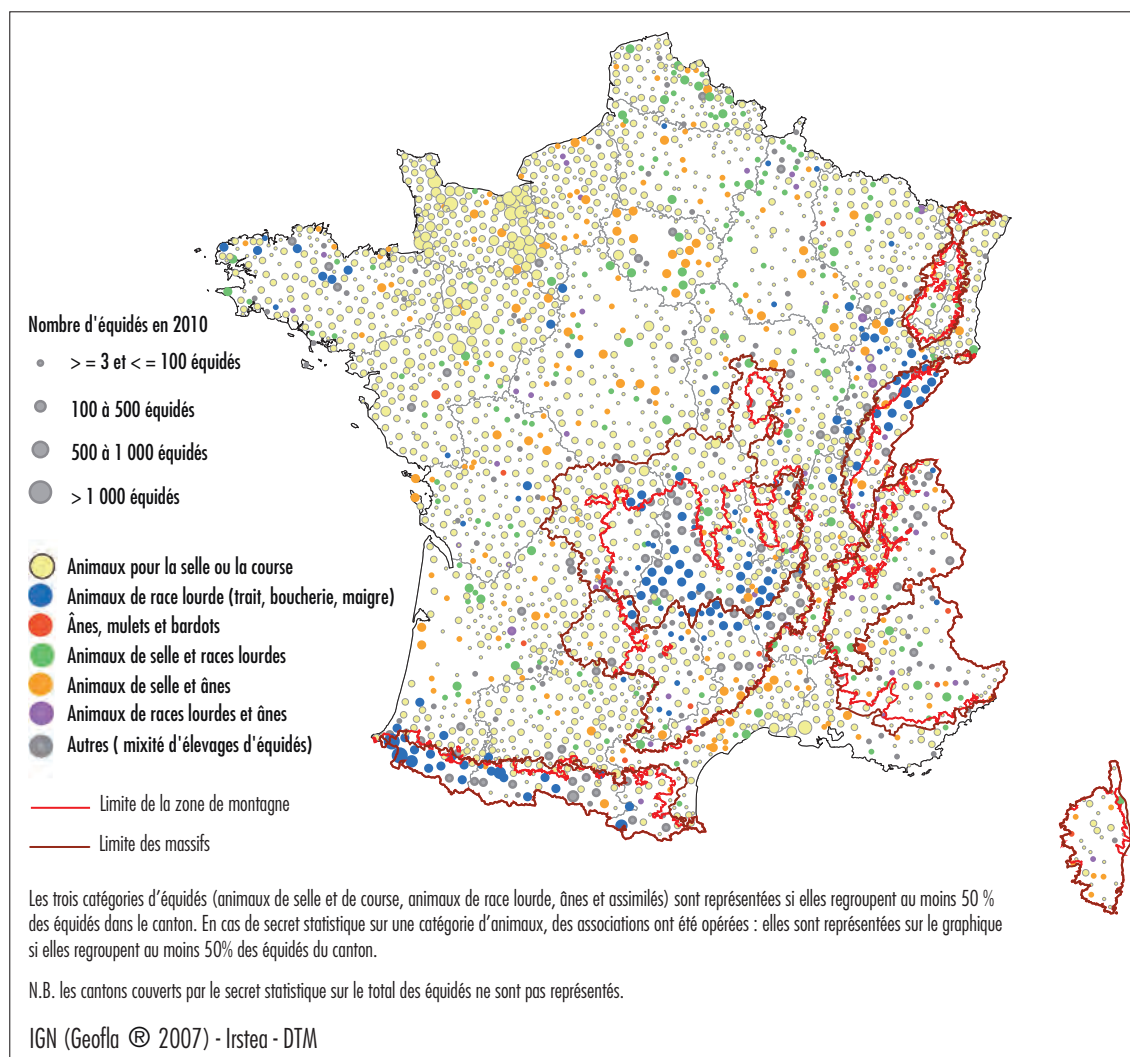 Nombre d'équidés en 2010
> = 3 et < = 100 équidés
100 à 500 équidés
500 à 1 000 équidés
> 1 000 équidés
Animaux pour la selle ou la course
Animaux de race lourde (trait, boucherie, maigre)
Ânes, mulets et bardots
Animaux de selle et races lourdes
Animaux de selle et ânes
Animaux de races lourdes et ânes
Autres ( mixité d'élevages d'équidés)
Limite de la zone de montagne
Limite des massifs
Les trois catégories d’équidés (animaux de selle et de course, animaux de race lourde, ânes et assimilés) sont représentées si elles regroupent au moins 50 %
des équidés dans le canton. En cas de secret statistique sur une catégorie d’animaux, des associations ont été opérées : elles sont représentées sur le graphique
si elles regroupent au moins 50% des équidés du canton.
N.B. les cantons couverts par le secret statistique sur le total des équidés ne sont pas représentés.
IGN (Geofla ® 2007) - Irstea - DTM